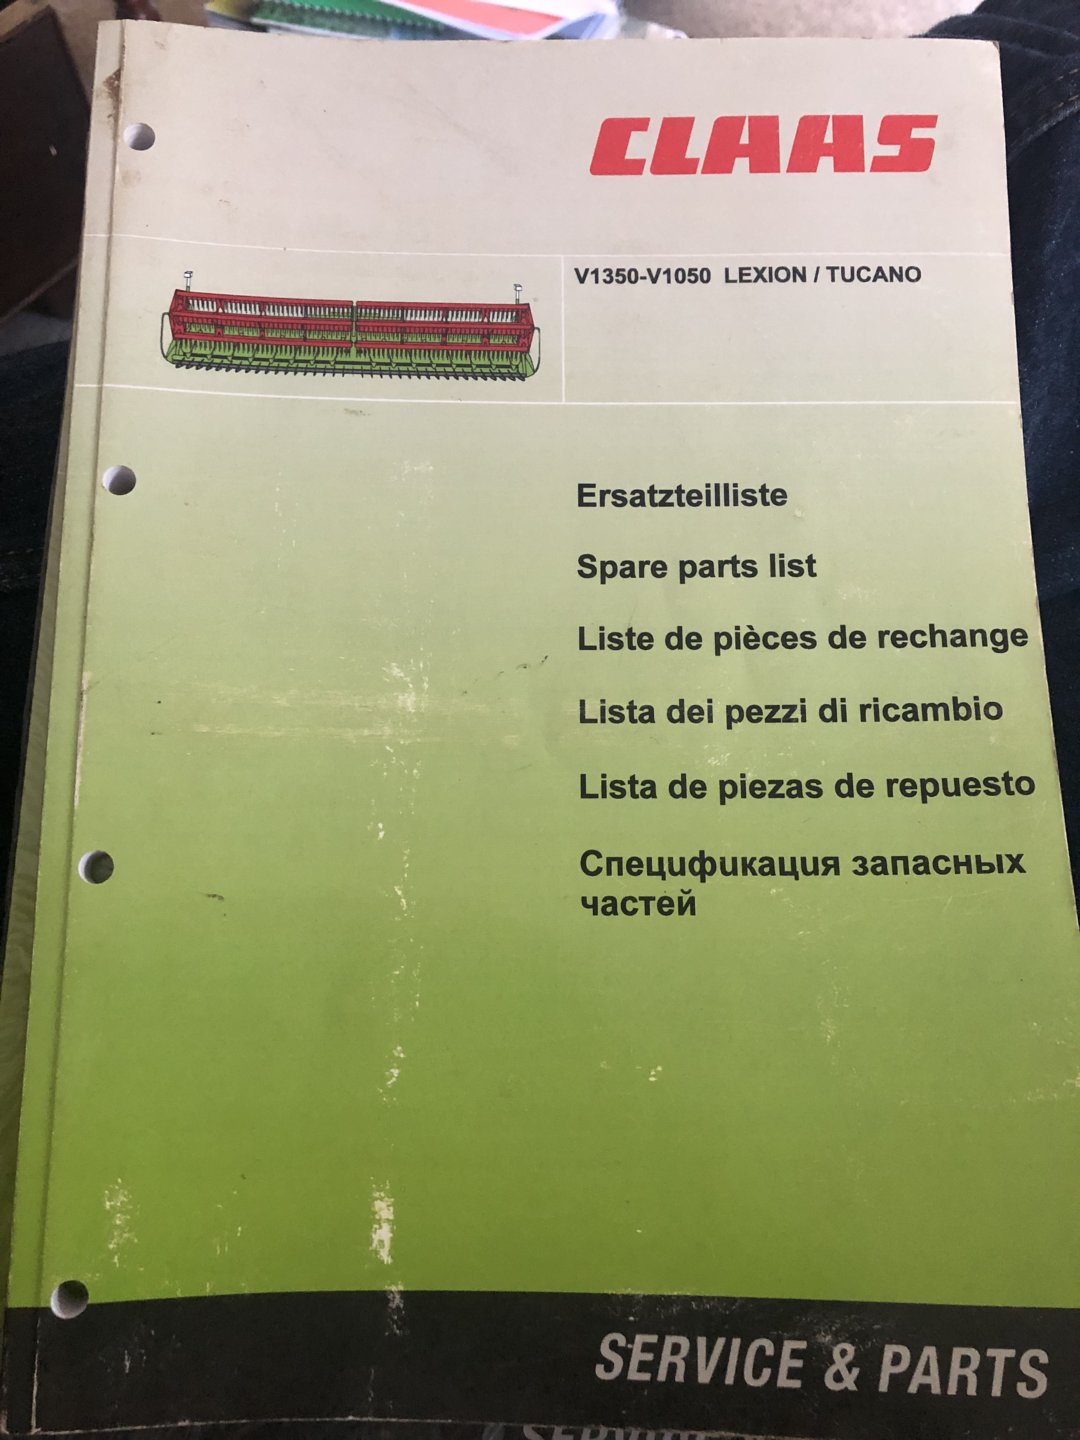 CLAAS
V1350-V1050 LEXION / TUCANO
Ersatzteilliste
Spare parts list
Liste de pièces de rechange
Lista dei pezzi di ricambio
Lista de piezas de repuesto
Спецификация запасных
частей
SERVICE & PARTS